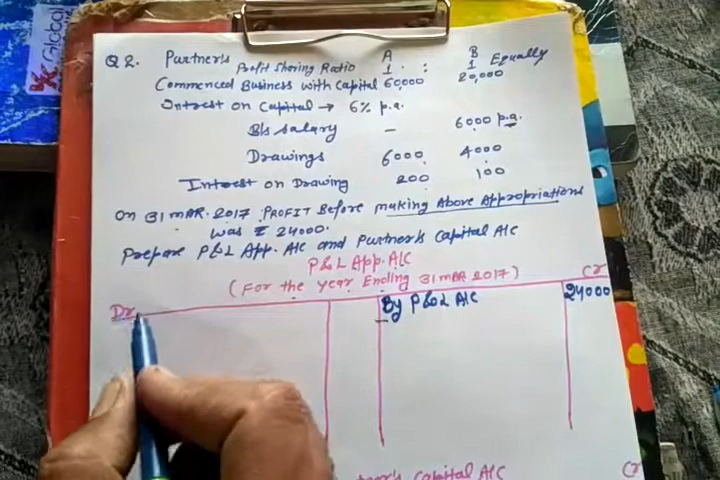 Global
Q2. Partners A B
Profit Sharing Ratio 1 : 1 Equally
Commenced Business with Capital 60,000 20,000
Interest on Capital → 6% p.a.
B's salary - 6000 p.a.
Drawings 6000 4000
Interest on Drawing 200 100
On 31 MAR. 2017 PROFIT Before making Above Appropriations
was ₹ 24000.
Prepare P&L App. A/C and Partner's Capital A/C
P&L App. A/C
(For the year Ending 31 MAR 2017) Cr
Dr By P&L A/C 24000
Capital A/C Cr